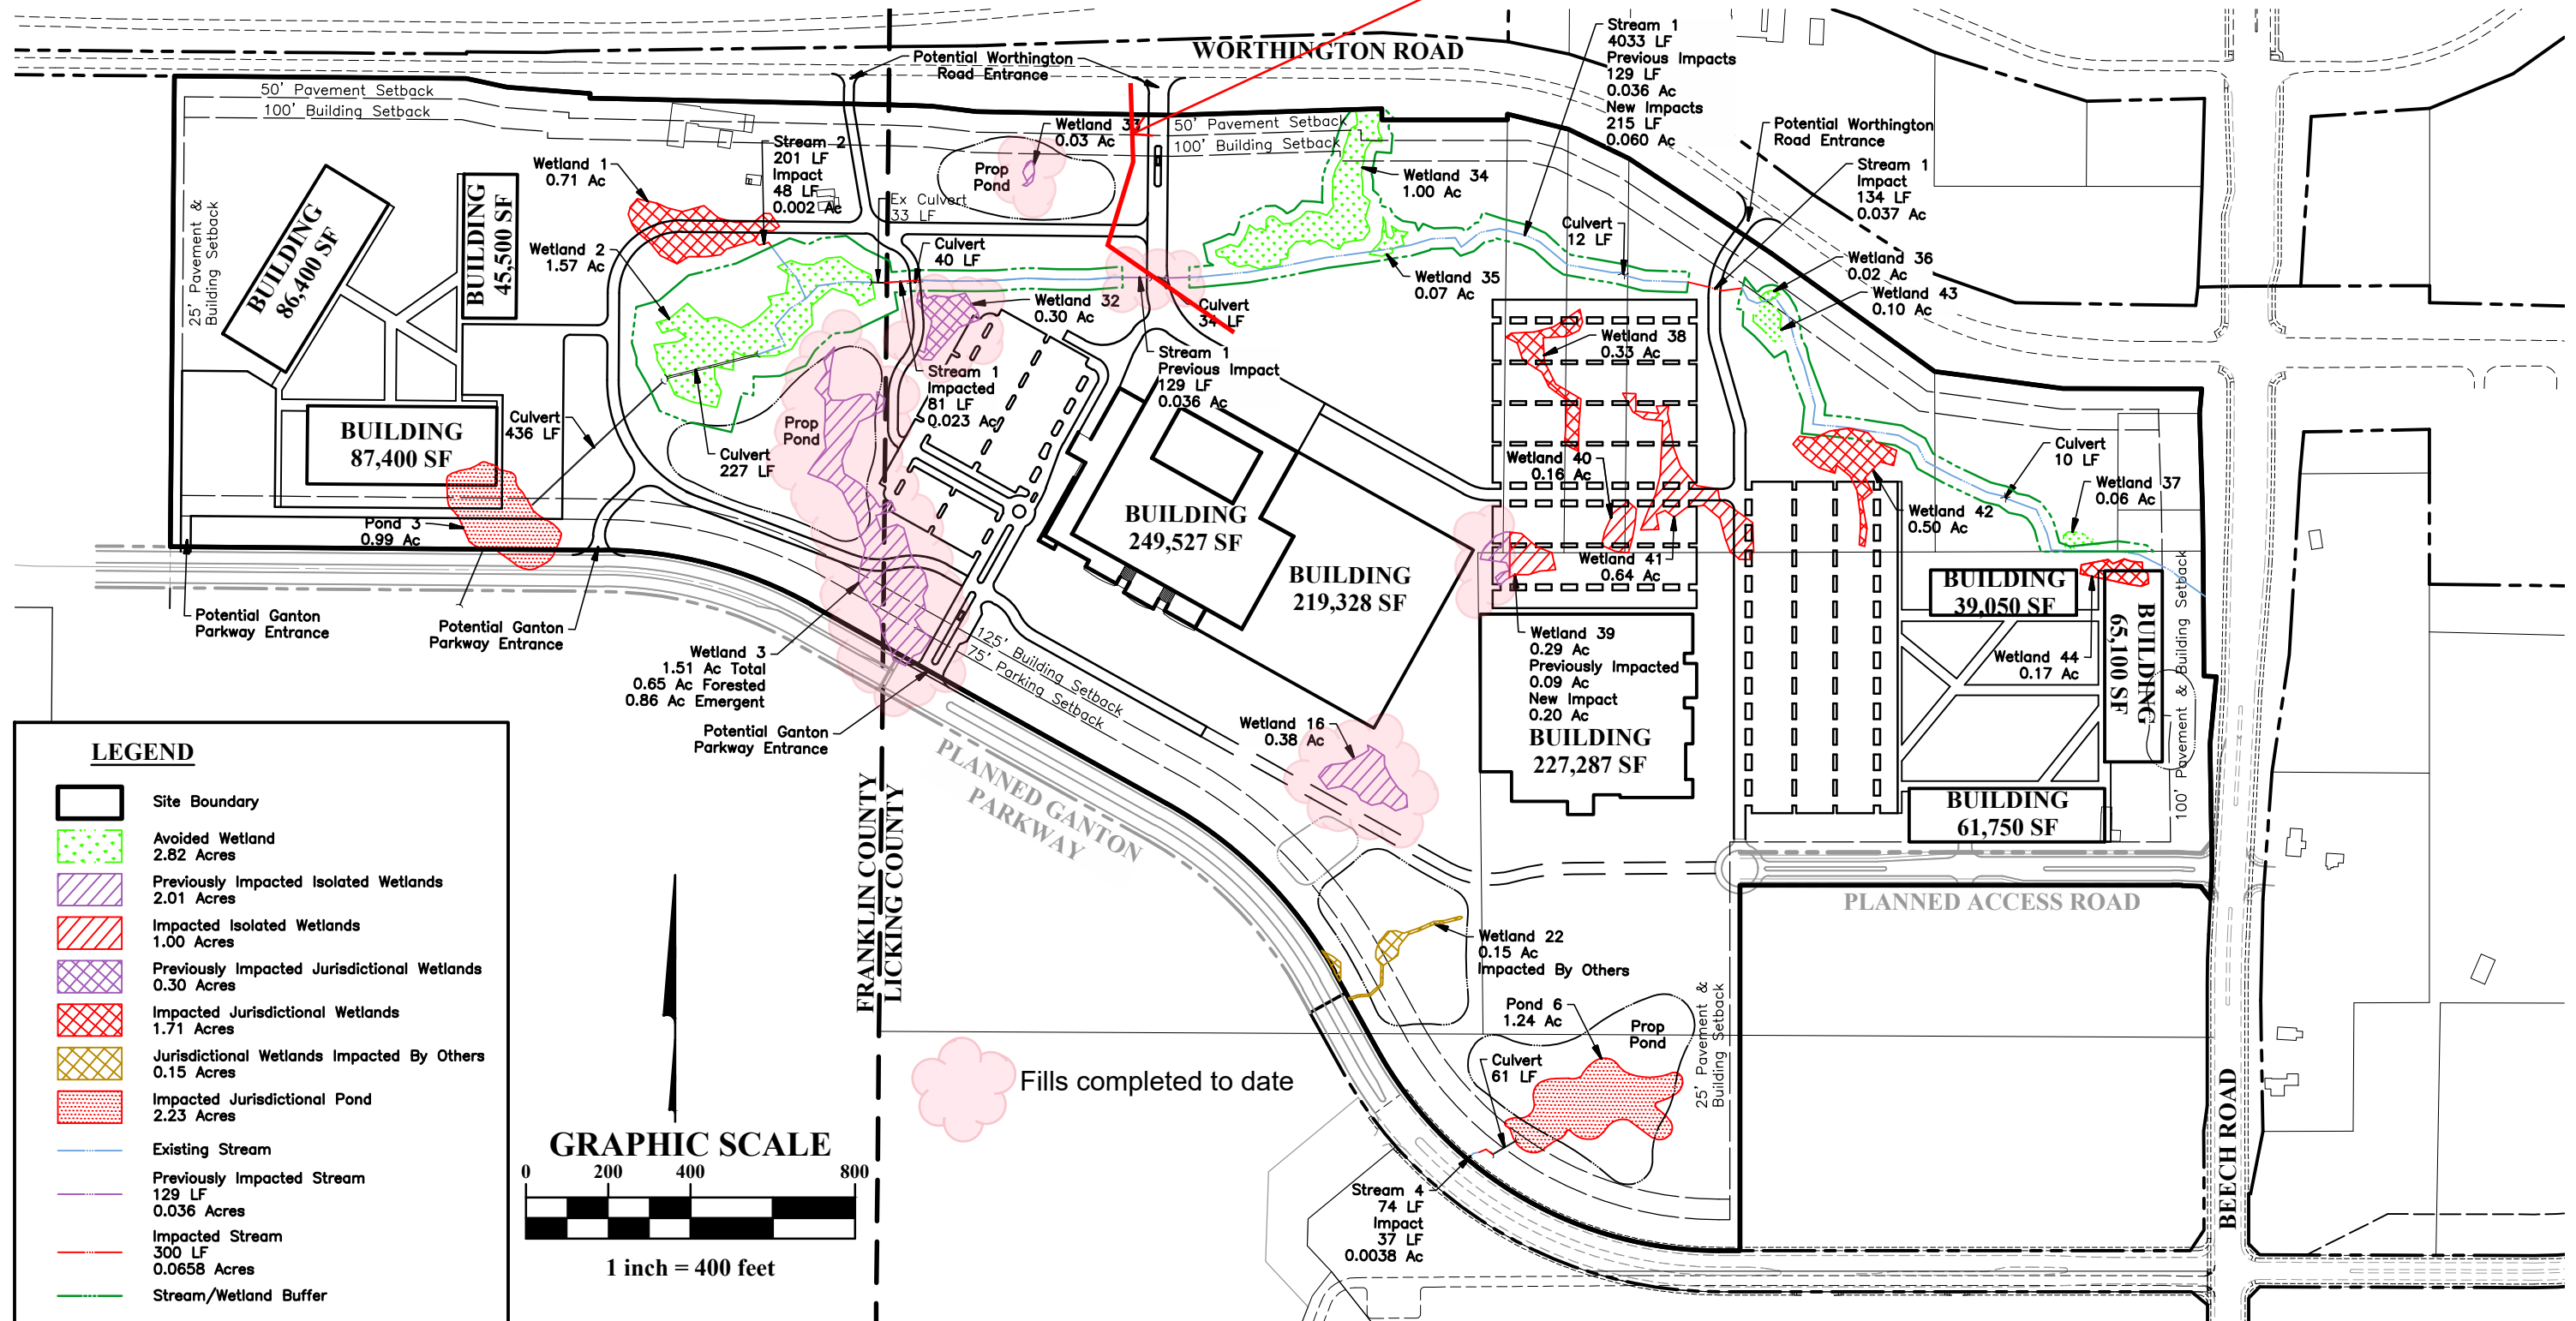 WORTHINGTON ROAD
Potential Worthington
Road Entrance
Stream 1
4033 LF
Previous Impacts
129 LF
0.036 Ac
New Impacts
215 LF
0.060 Ac
50' Pavement Setback
100' Building Setback
Wetland 33
0.03 Ac
50' Pavement Setback
100' Building Setback
Potential Worthington
Road Entrance
Stream 2
201 LF
Impact
48 LF
0.002 Ac
Wetland 1
0.71 Ac
Prop
Pond
Wetland 34
1.00 Ac
Stream 1
Impact
134 LF
0.037 Ac
25' Pavement &
Building Setback
BUILDING
86,400 SF
BUILDING
45,500 SF
Ex Culvert
33 LF
Wetland 2
1.57 Ac
Culvert
40 LF
Culvert
12 LF
Wetland 36
0.02 Ac
Wetland 35
0.07 Ac
Wetland 43
0.10 Ac
Wetland 32
0.30 Ac
Culvert
34 LF
Wetland 38
0.33 Ac
Stream 1
Previous Impact
129 LF
0.036 Ac
Stream 1
Impacted
81 LF
0.023 Ac
Culvert
436 LF
Prop
Pond
BUILDING
87,400 SF
Culvert
227 LF
Wetland 40
0.16 Ac
Culvert
10 LF
Wetland 37
0.06 Ac
Pond 3
0.99 Ac
BUILDING
249,527 SF
Wetland 42
0.50 Ac
Wetland 41
0.64 Ac
BUILDING
219,328 SF
BUILDING
39,050 SF
BUILDING
65,100 SF
100' Pavement & Building Setback
Potential Ganton
Parkway Entrance
Potential Ganton
Parkway Entrance
125' Building Setback
75' Parking Setback
Wetland 39
0.29 Ac
Previously Impacted
0.09 Ac
New Impact
0.20 Ac
Wetland 3
1.51 Ac Total
0.65 Ac Forested
0.86 Ac Emergent
Wetland 44
0.17 Ac
Wetland 16
0.38 Ac
Potential Ganton
Parkway Entrance
BUILDING
227,287 SF
PLANNED GANTON
PARKWAY
FRANKLIN COUNTY
LICKING COUNTY
BUILDING
61,750 SF
PLANNED ACCESS ROAD
Wetland 22
0.15 Ac
Impacted By Others
Pond 6
1.24 Ac
Prop
Pond
25' Pavement &
Building Setback
Culvert
61 LF
Fills completed to date
Stream 4
74 LF
Impact
37 LF
0.0038 Ac
BEECH ROAD
LEGEND
Site Boundary
Avoided Wetland
2.82 Acres
Previously Impacted Isolated Wetlands
2.01 Acres
Impacted Isolated Wetlands
1.00 Acres
Previously Impacted Jurisdictional Wetlands
0.30 Acres
Impacted Jurisdictional Wetlands
1.71 Acres
Jurisdictional Wetlands Impacted By Others
0.15 Acres
Impacted Jurisdictional Pond
2.23 Acres
Existing Stream
Previously Impacted Stream
129 LF
0.036 Acres
Impacted Stream
300 LF
0.0658 Acres
Stream/Wetland Buffer
GRAPHIC SCALE
0 200 400 800
1 inch = 400 feet